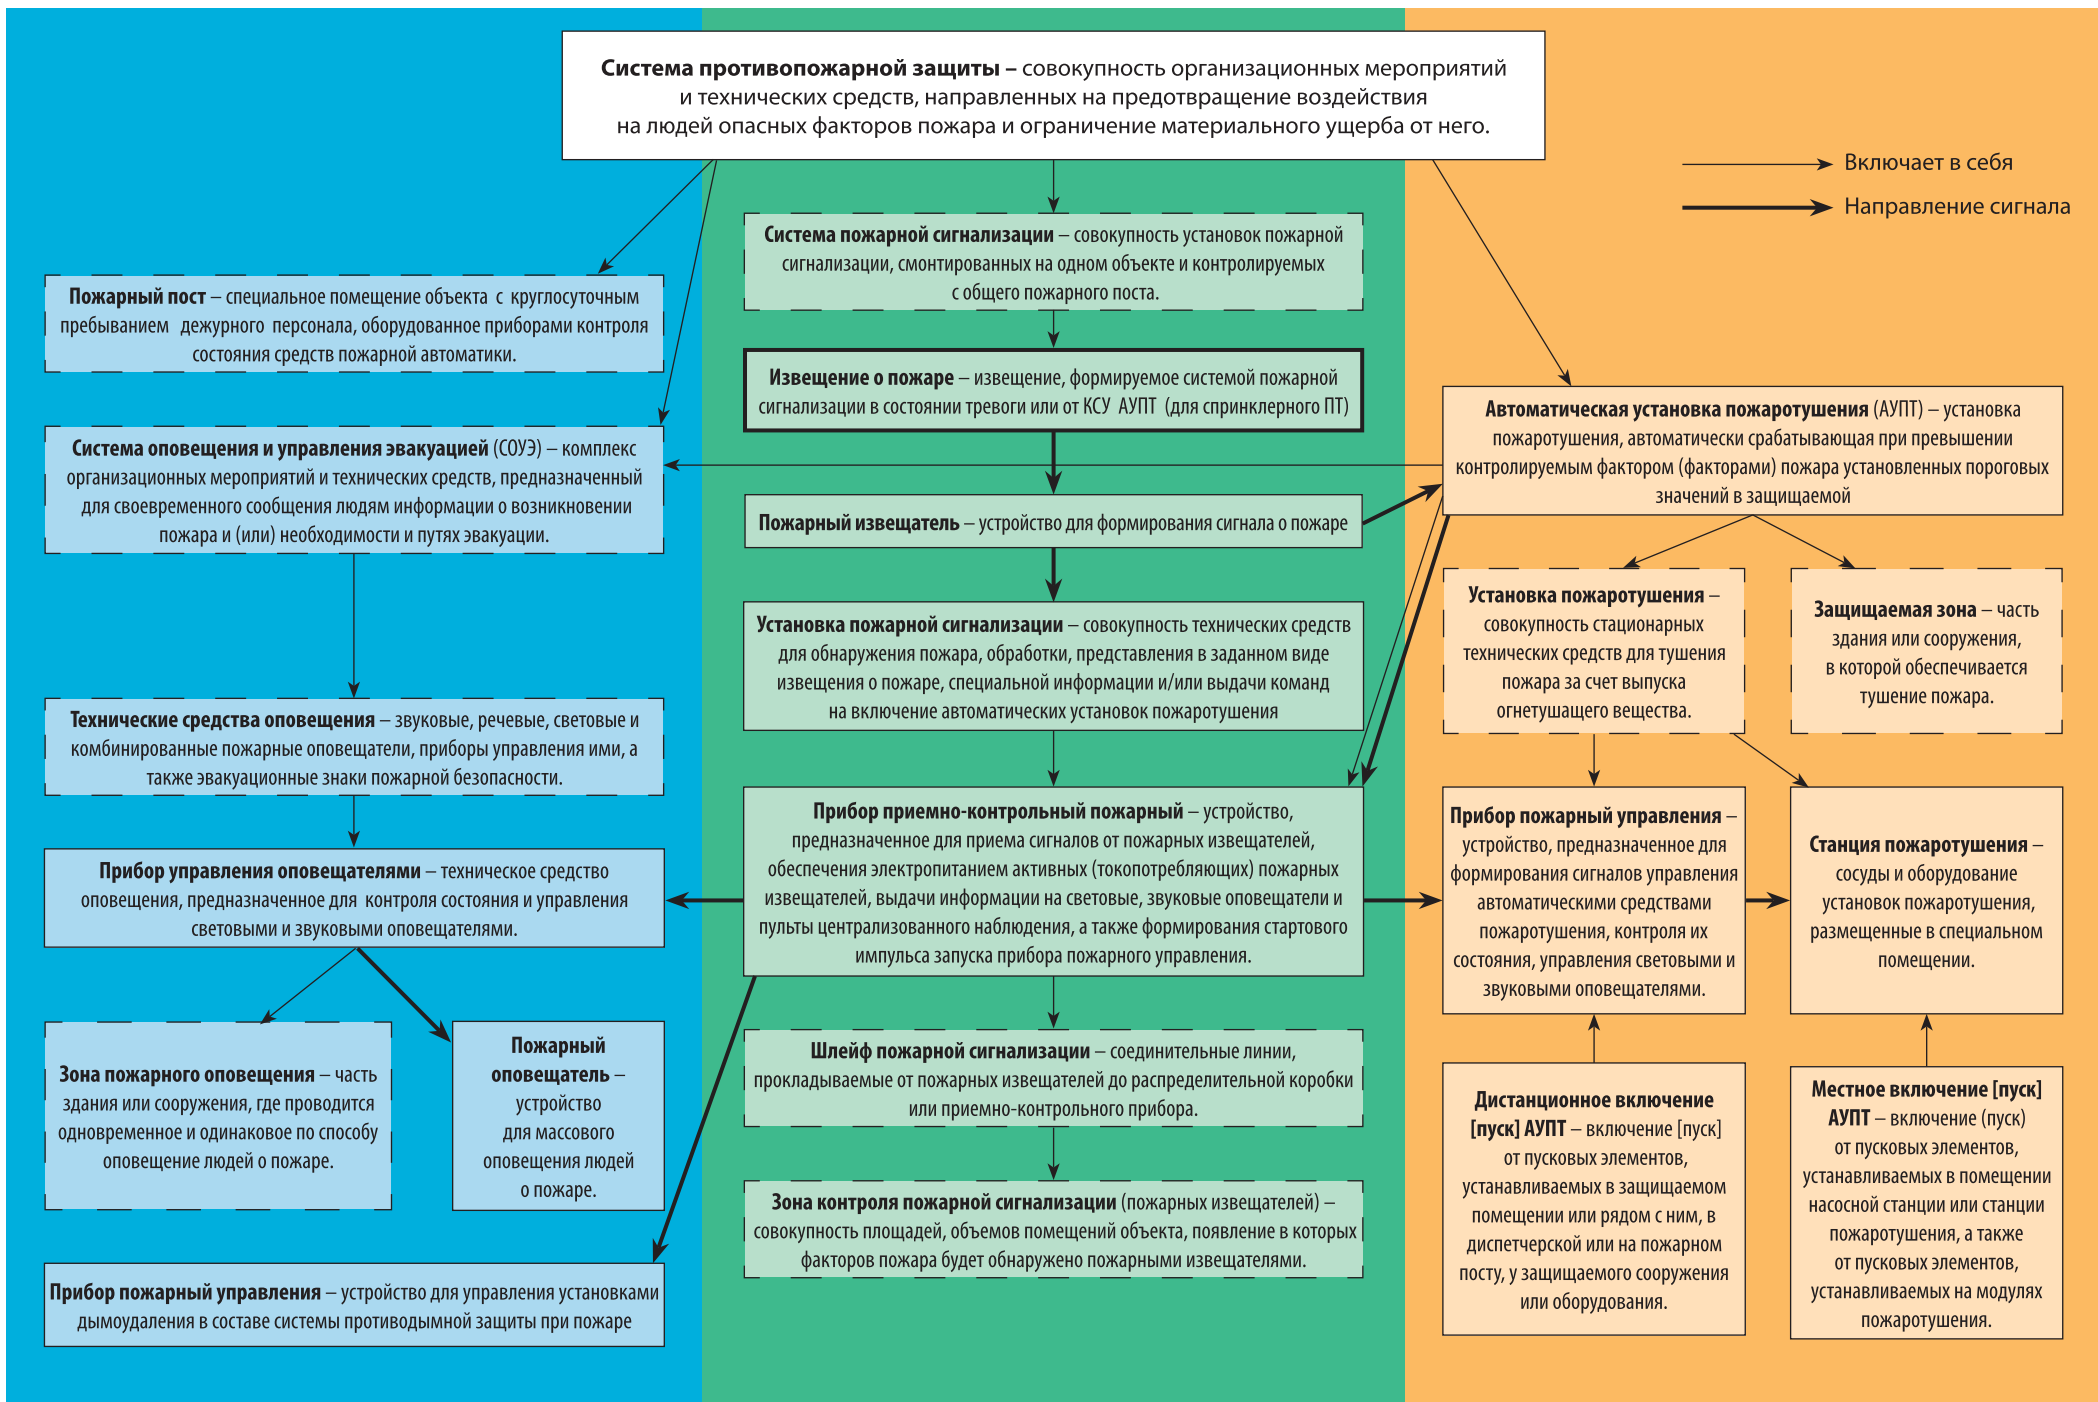 Система противопожарной защиты – совокупность организационных мероприятий
и технических средств, направленных на предотвращение воздействия
на людей опасных факторов пожара и ограничение материального ущерба от него.
Включает в себя
Направление сигнала
Пожарный пост – специальное помещение объекта с круглосуточным
пребыванием дежурного персонала, оборудованное приборами контроля
состояния средств пожарной автоматики.
Система оповещения и управления эвакуацией (СОУЭ) – комплекс
организационных мероприятий и технических средств, предназначенный
для своевременного сообщения людям информации о возникновении
пожара и (или) необходимости и путях эвакуации.
Технические средства оповещения – звуковые, речевые, световые и
комбинированные пожарные оповещатели, приборы управления ими, а
также эвакуационные знаки пожарной безопасности.
Прибор управления оповещателями – техническое средство
оповещения, предназначенное для контроля состояния и управления
световыми и звуковыми оповещателями.
Зона пожарного оповещения – часть
здания или сооружения, где проводится
одновременное и одинаковое по способу
оповещение людей о пожаре.
Пожарный
оповещатель –
устройство
для массового
оповещения людей
о пожаре.
Прибор пожарный управления – устройство для управления установками
дымоудаления в составе системы противодымной защиты при пожаре
Система пожарной сигнализации – совокупность установок пожарной
сигнализации, смонтированных на одном объекте и контролируемых
с общего пожарного поста.
Извещение о пожаре – извещение, формируемое системой пожарной
сигнализации в состоянии тревоги или от КСУ АУПТ (для спринклерного ПТ)
Пожарный извещатель – устройство для формирования сигнала о пожаре
Установка пожарной сигнализации – совокупность технических средств
для обнаружения пожара, обработки, представления в заданном виде
извещения о пожаре, специальной информации и/или выдачи команд
на включение автоматических установок пожаротушения
Прибор приемно-контрольный пожарный – устройство,
предназначенное для приема сигналов от пожарных извещателей,
обеспечения электропитанием активных (токопотребляющих) пожарных
извещателей, выдачи информации на световые, звуковые оповещатели и
пульты централизованного наблюдения, а также формирования стартового
импульса запуска прибора пожарного управления.
Шлейф пожарной сигнализации – соединительные линии,
прокладываемые от пожарных извещателей до распределительной коробки
или приемно-контрольного прибора.
Зона контроля пожарной сигнализации (пожарных извещателей) –
совокупность площадей, объемов помещений объекта, появление в которых
факторов пожара будет обнаружено пожарными извещателями.
Автоматическая установка пожаротушения (АУПТ) – установка
пожаротушения, автоматически срабатывающая при превышении
контролируемым фактором (факторами) пожара установленных пороговых
значений в защищаемой
Установка пожаротушения –
совокупность стационарных
технических средств для тушения
пожара за счет выпуска
огнетушащего вещества.
Защищаемая зона – часть
здания или сооружения,
в которой обеспечивается
тушение пожара.
Прибор пожарный управления –
устройство, предназначенное для
формирования сигналов управления
автоматическими средствами
пожаротушения, контроля их
состояния, управления световыми и
звуковыми оповещателями.
Станция пожаротушения –
сосуды и оборудование
установок пожаротушения,
размещенные в специальном
помещении.
Дистанционное включение
[пуск] АУПТ – включение [пуск]
от пусковых элементов,
устанавливаемых в защищаемом
помещении или рядом с ним, в
диспетчерской или на пожарном
посту, у защищаемого сооружения
или оборудования.
Местное включение [пуск]
АУПТ – включение (пуск)
от пусковых элементов,
устанавливаемых в помещении
насосной станции или станции
пожаротушения, а также
от пусковых элементов,
устанавливаемых на модулях
пожаротушения.